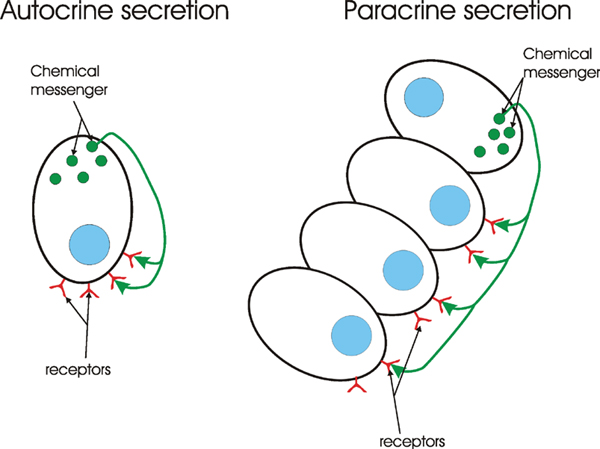 Autocrine secretion
Chemical
messenger
receptors
Paracrine secretion
Chemical
messenger
receptors